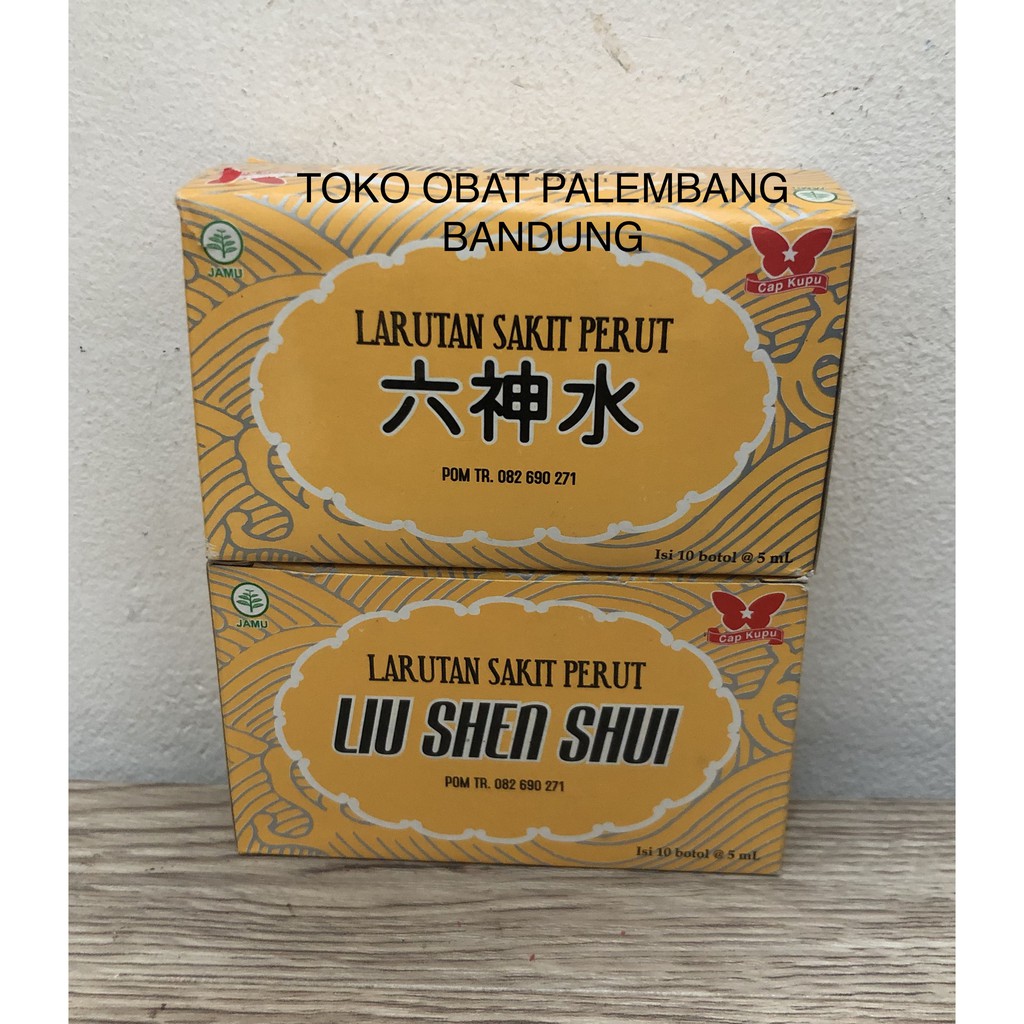 TOKO OBAT PALEMBANG
BANDUNG
JAMU
Cap Kupu
LARUTAN SAKIT PERUT
六神水
POM TR. 082 690 271
Isi 10 botol @ 5 mL
JAMU
Cap Kupu
LARUTAN SAKIT PERUT
LIU SHEN SHUI
POM TR. 082 690 271
Isi 10 botol @ 5 mL